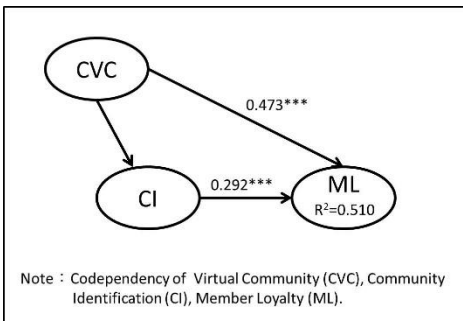 CVC
0.473***
CI
0.292***
ML
R²=0.510
Note：Codependency of Virtual Community (CVC), Community
Identification (CI), Member Loyalty (ML).